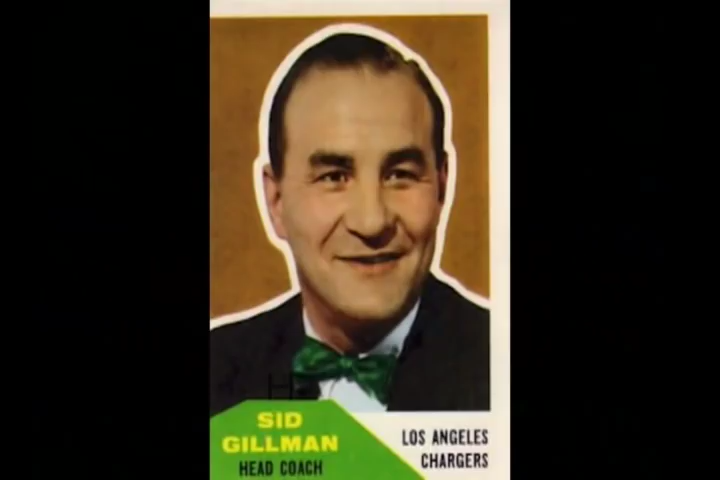 SID
GILLMAN
HEAD COACH
LOS ANGELES
CHARGERS